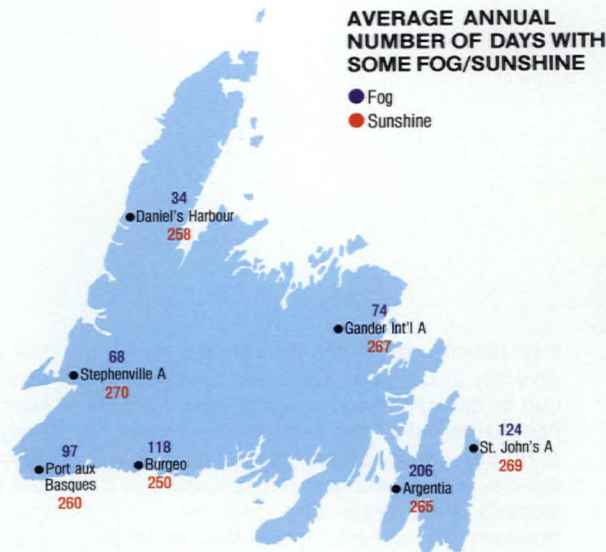 AVERAGE ANNUAL
NUMBER OF DAYS WITH
SOME FOG/SUNSHINE
Fog
Sunshine
34
Daniel's Harbour
258
74
Gander Int'l A
267
68
Stephenville A
270
124
St. John's A
269
97
Port aux
Basques
260
118
Burgeo
250
206
Argentia
265